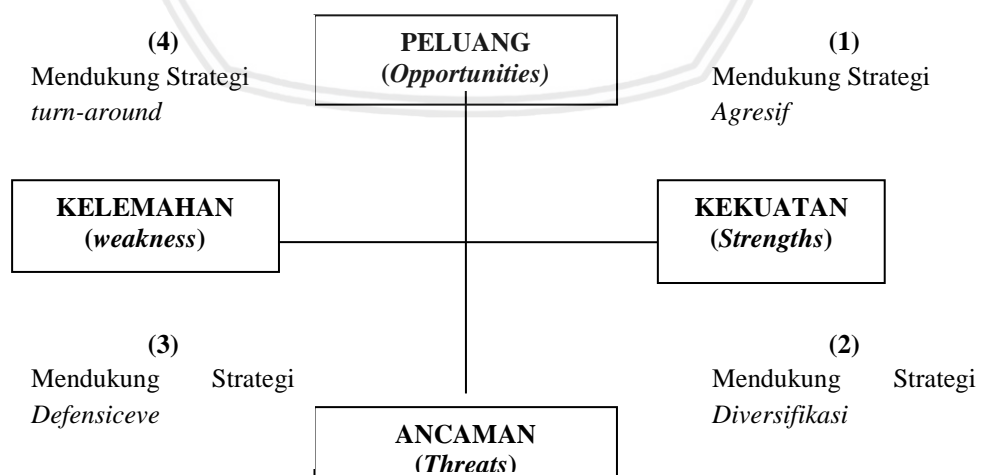 (4)
Mendukung Strategi
turn-around
PELUANG
(Opportunities)
(1)
Mendukung Strategi
Agresif
KELEMAHAN
(weakness)
KEKUATAN
(Strengths)
(3)
Mendukung Strategi
Defensiceve
(2)
Mendukung Strategi
Diversifikasi
ANCAMAN
(Threats)